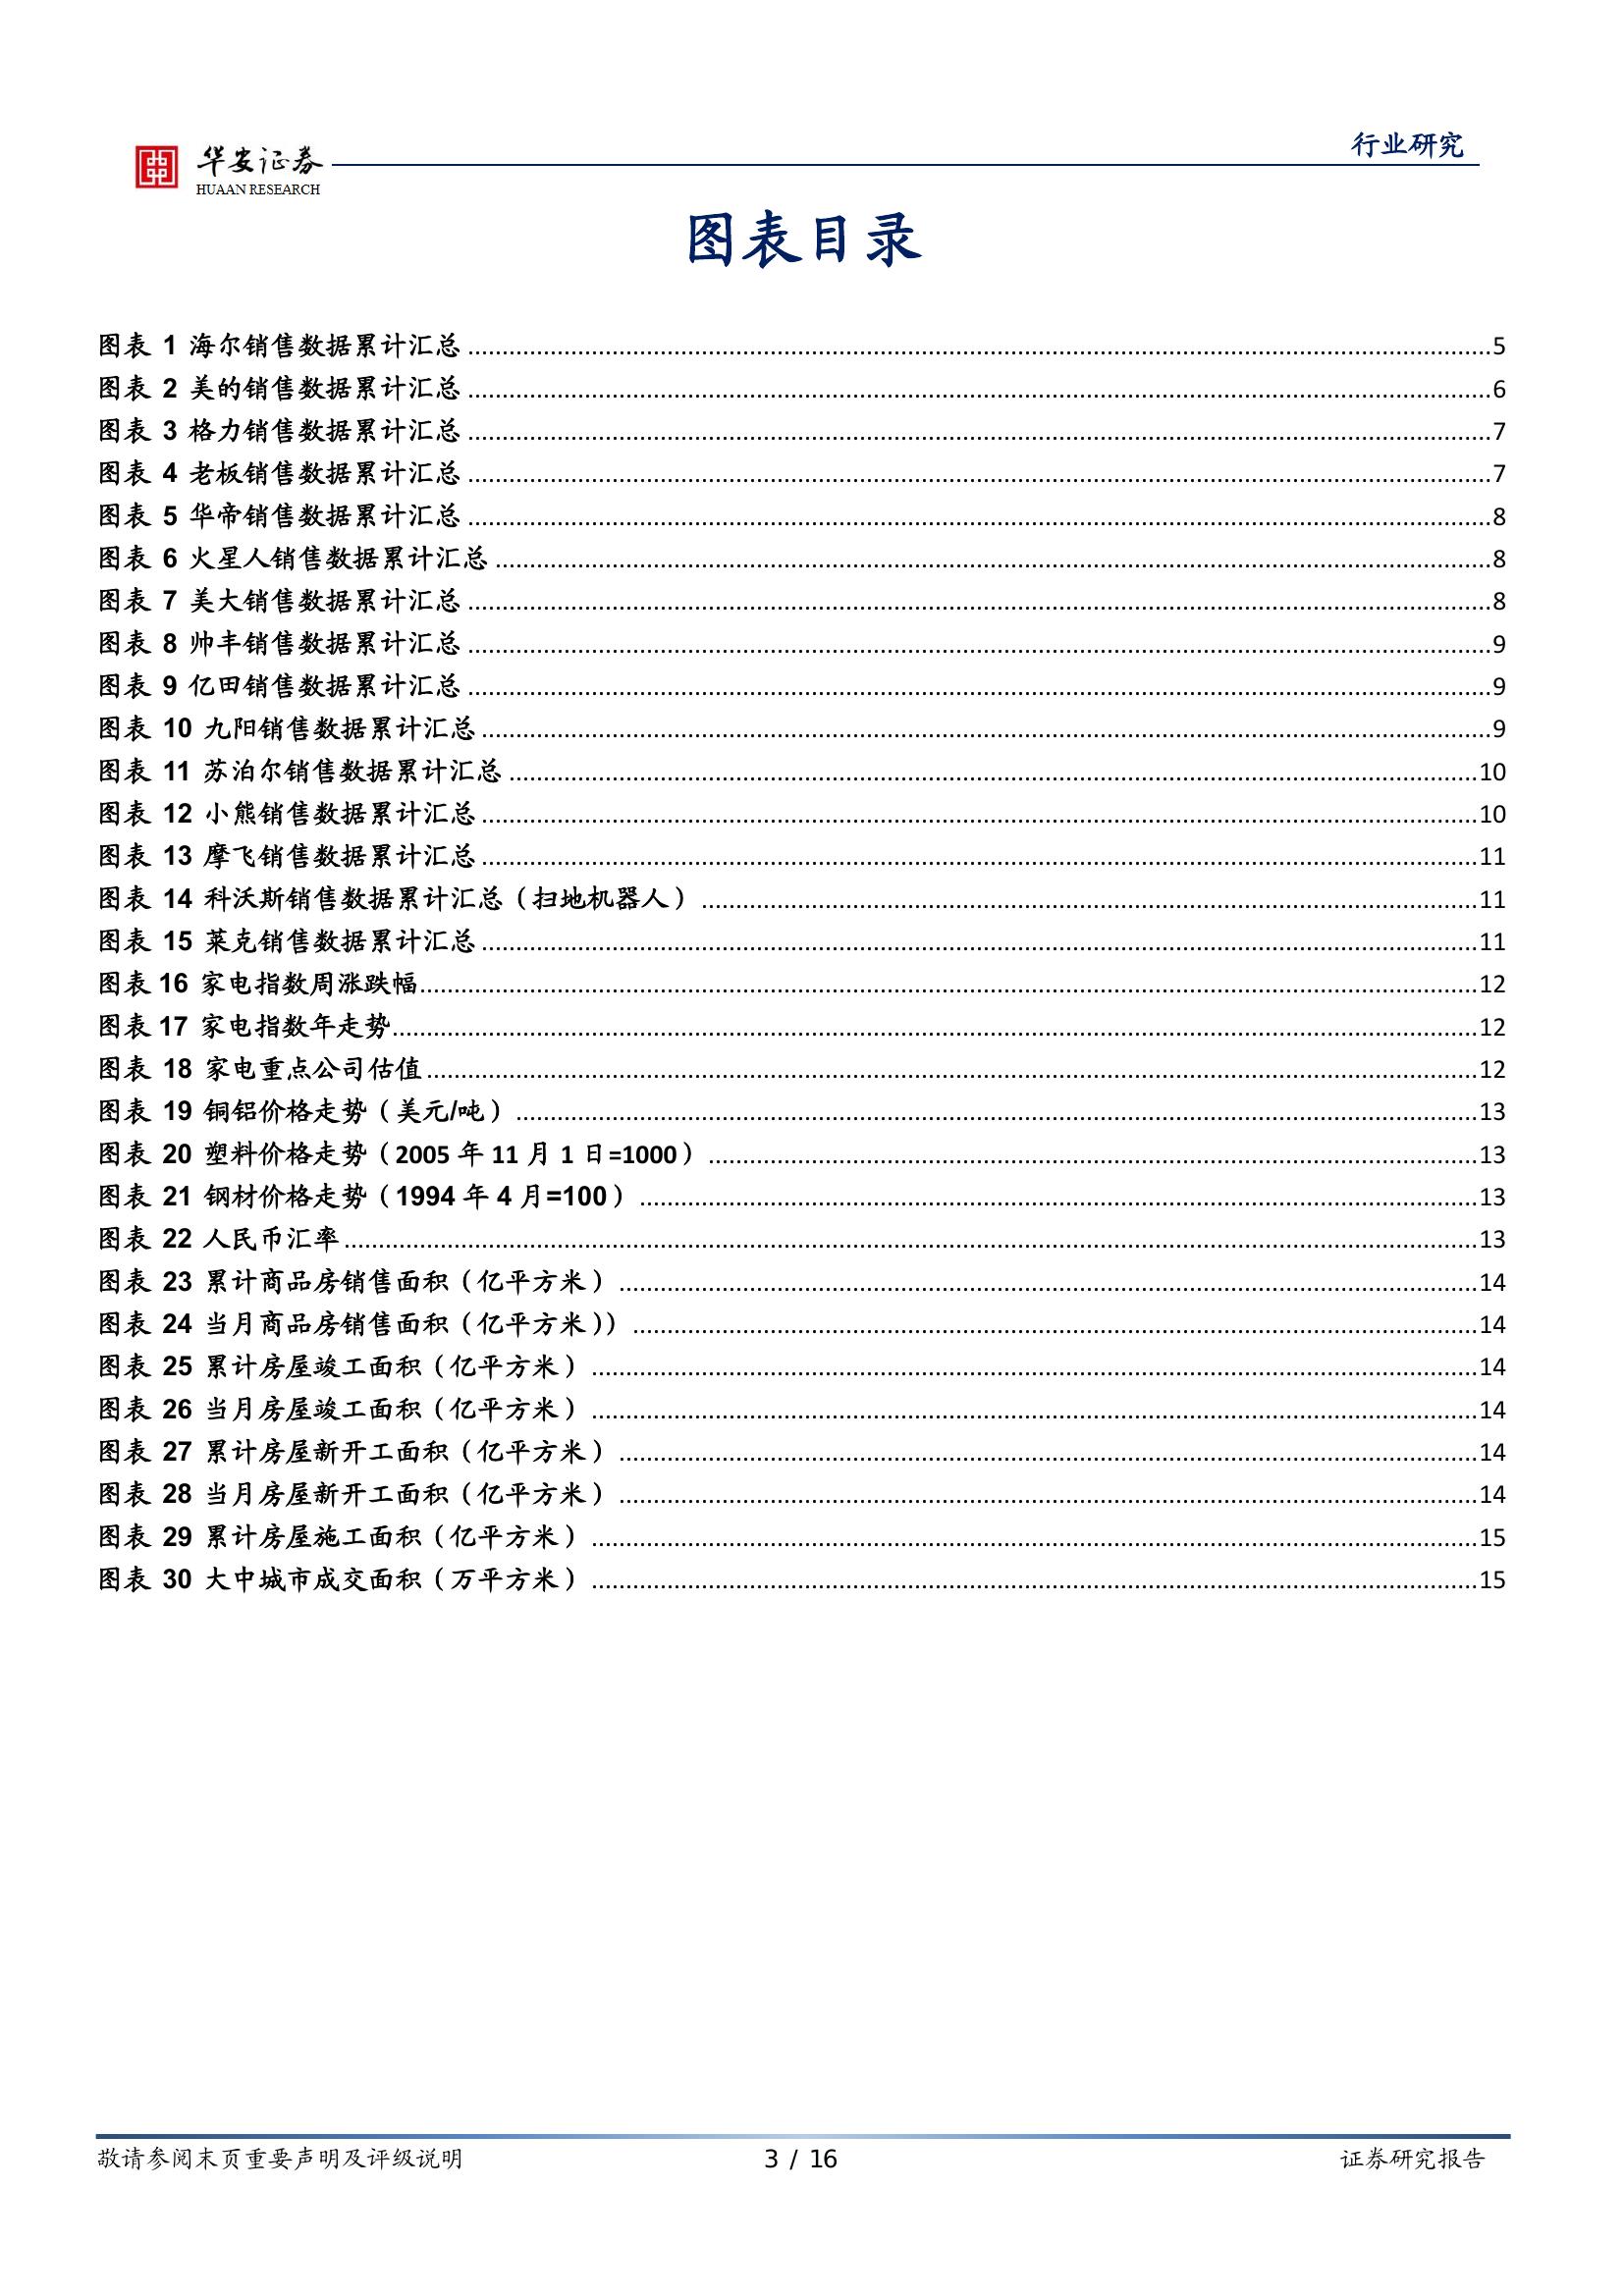 行业研究
华安证券
HUAAN RESEARCH
图表目录
图表 1 海尔销售数据累计汇总 5
图表 2 美的销售数据累计汇总 6
图表 3 格力销售数据累计汇总 7
图表 4 老板销售数据累计汇总 7
图表 5 华帝销售数据累计汇总 8
图表 6 火星人销售数据累计汇总 8
图表 7 美大销售数据累计汇总 8
图表 8 帅丰销售数据累计汇总 9
图表 9 亿田销售数据累计汇总 9
图表 10 九阳销售数据累计汇总 9
图表 11 苏泊尔销售数据累计汇总 10
图表 12 小熊销售数据累计汇总 10
图表 13 摩飞销售数据累计汇总 11
图表 14 科沃斯销售数据累计汇总（扫地机器人） 11
图表 15 莱克销售数据累计汇总 11
图表 16 家电指数周涨跌幅 12
图表 17 家电指数年走势 12
图表 18 家电重点公司估值 12
图表 19 铜铝价格走势（美元/吨） 13
图表 20 塑料价格走势（2005 年 11 月 1 日=1000） 13
图表 21 钢材价格走势（1994 年 4 月=100） 13
图表 22 人民币汇率 13
图表 23 累计商品房销售面积（亿平方米） 14
图表 24 当月商品房销售面积（亿平方米)） 14
图表 25 累计房屋竣工面积（亿平方米） 14
图表 26 当月房屋竣工面积（亿平方米） 14
图表 27 累计房屋新开工面积（亿平方米） 14
图表 28 当月房屋新开工面积（亿平方米） 14
图表 29 累计房屋施工面积（亿平方米） 15
图表 30 大中城市成交面积（万平方米） 15
敬请参阅末页重要声明及评级说明 3 / 16 证券研究报告